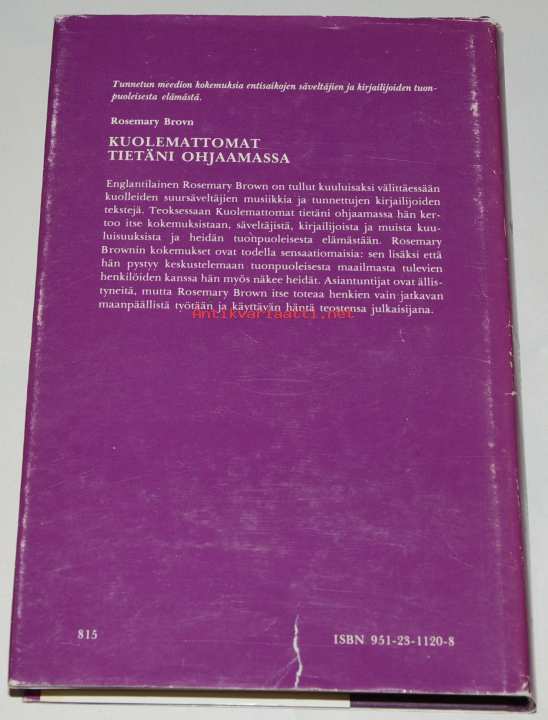 Tunnetun meedion kokemuksia entisaikojen säveltäjien ja kirjailijoiden tuon-
puoleisesta elämästä.
Rosemary Brovn
KUOLEMATTOMAT
TIETÄNI OHJAAMASSA
Englantilainen Rosemary Brown on tullut kuuluisaksi välittäessään
kuolleiden suursäveltäjien musiikkia ja tunnettujen kirjailijoiden
tekstejä. Teoksessaan Kuolemattomat tietäni ohjaamassa hän ker-
too itse kokemuksistaan, säveltäjistä, kirjailijoista ja muista kuu-
luisuuksista ja heidän tuonpuoleisesta elämästään. Rosemary
Brownin kokemukset ovat todella sensaatiomaisia: sen lisäksi että
hän pystyy keskustelemaan tuonpuoleisesta maailmasta tulevien
henkilöiden kanssa hän myös näkee heidät. Asiantuntijat ovat ällis-
tyneitä, mutta Rosemary Brown itse toteaa henkien vain jatkavan
maanpäällistä työtään ja käyttävän häntä teostensa julkaisijana.
Antikvariaatti.net
815
ISBN 951-23-1120-8